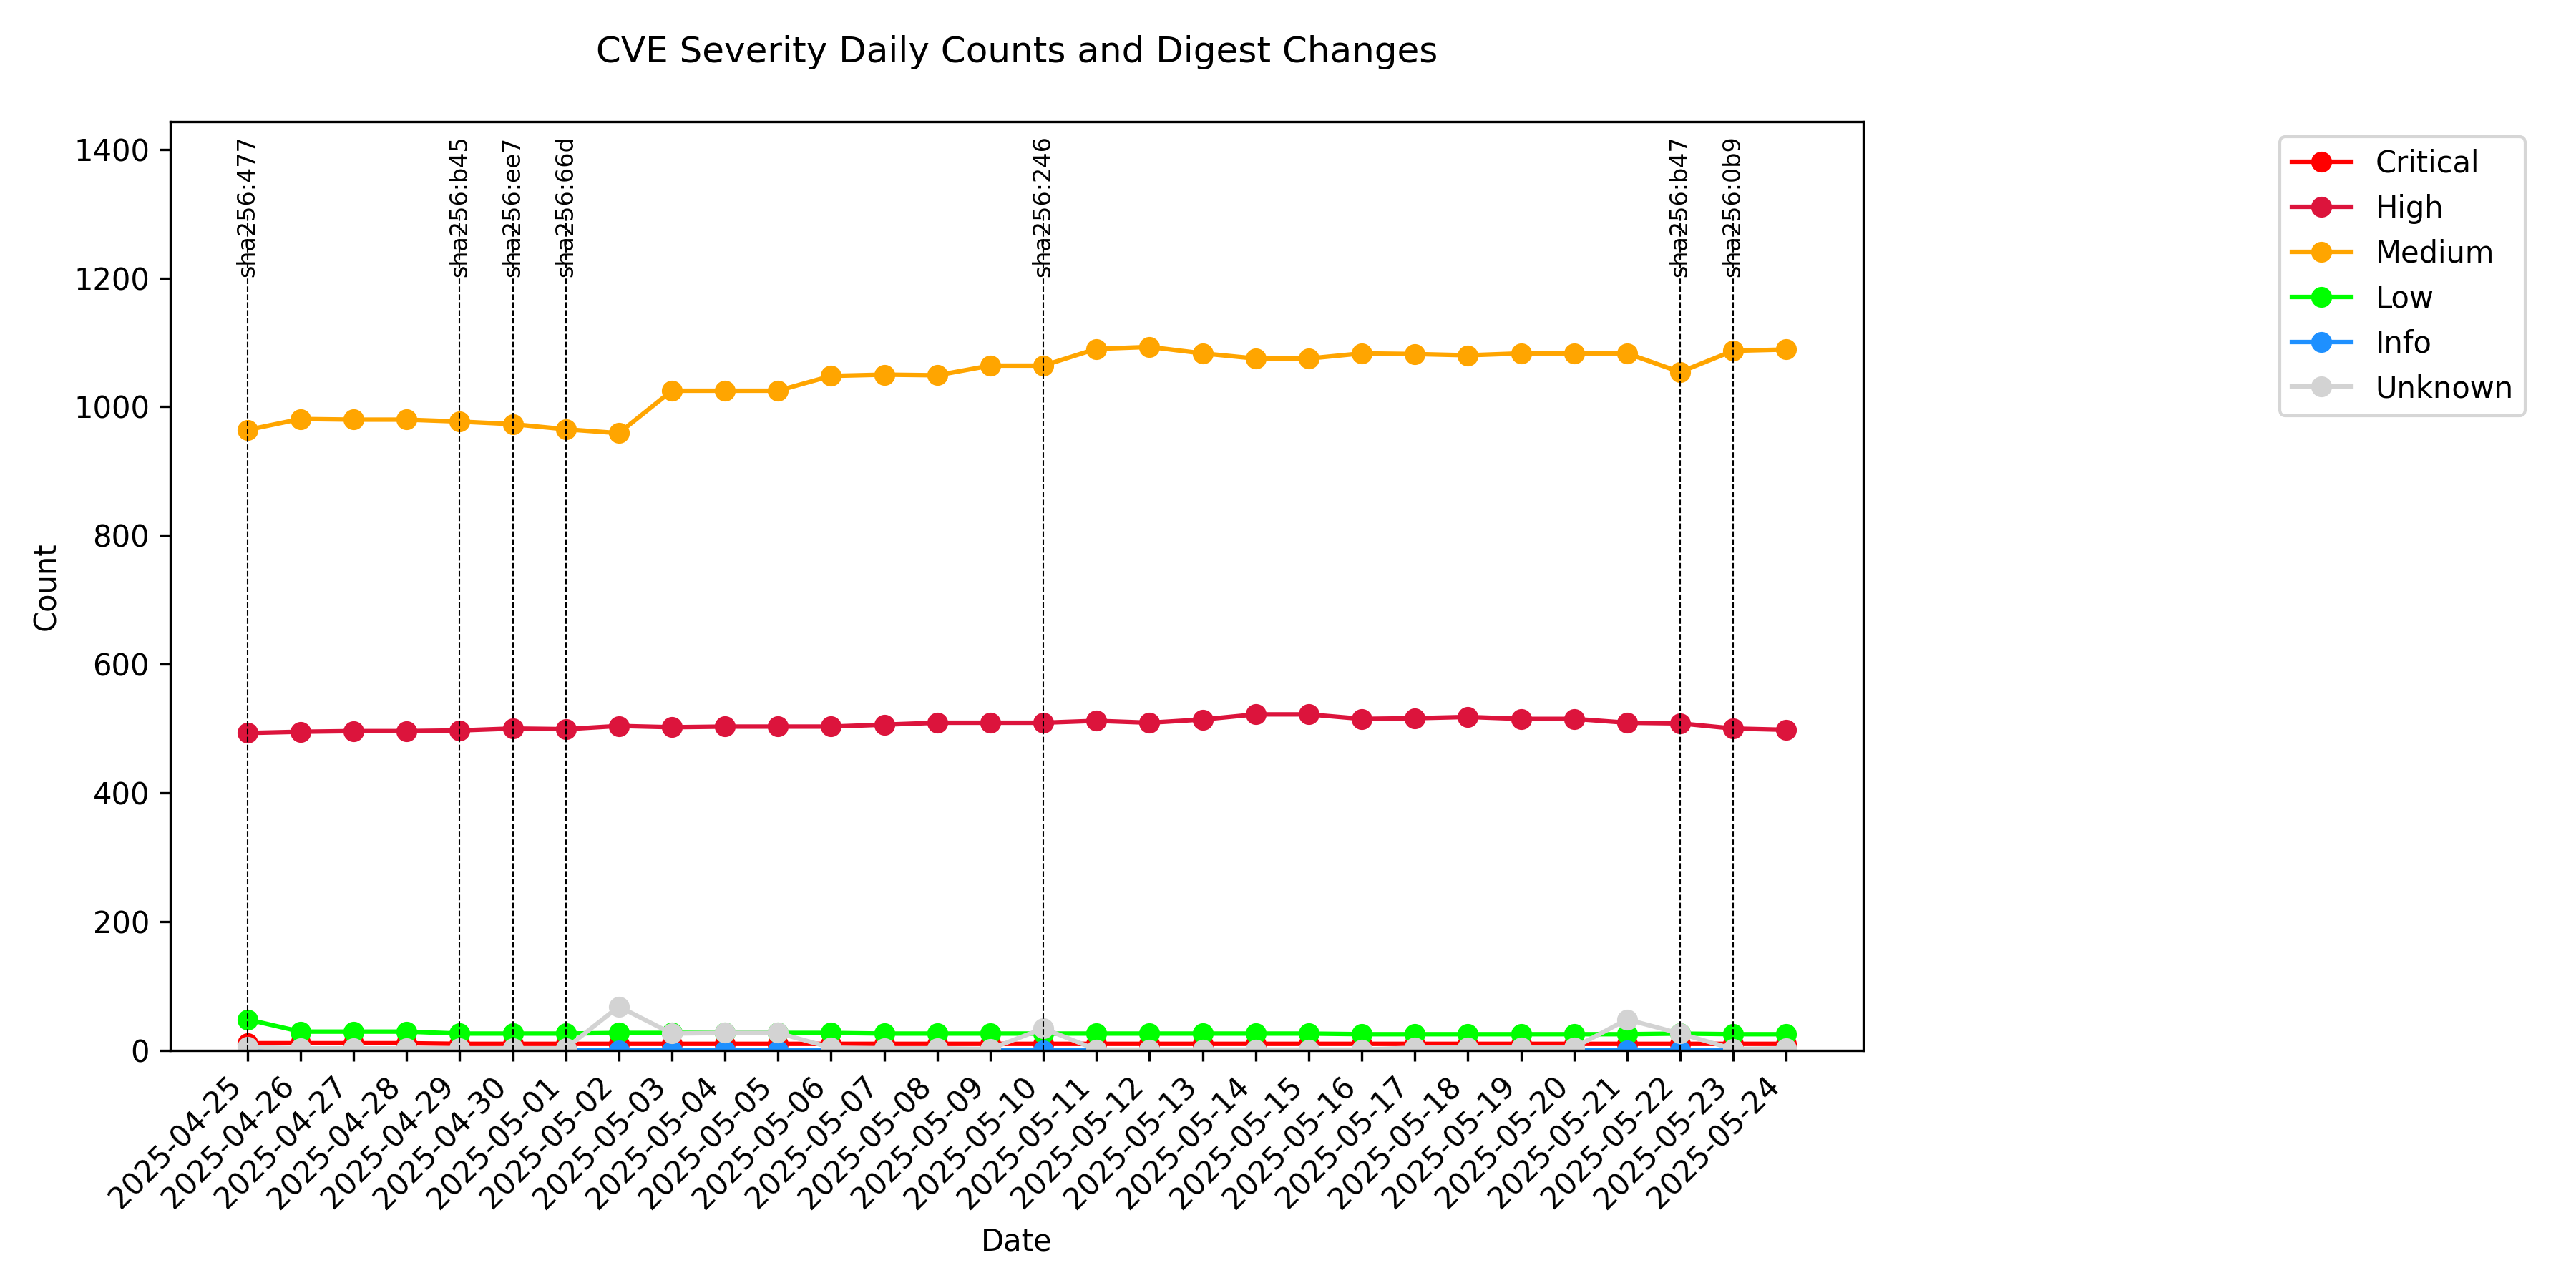 CVE Severity Daily Counts and Digest Changes
1400
1200
1000
800
600
400
200
0
Count
sha256:477
sha256:b45
sha256:ee7
sha256:66d
sha256:246
sha256:b47
sha256:0b9
Critical
High
Medium
Low
Info
Unknown
2025-04-25
2025-04-26
2025-04-27
2025-04-28
2025-04-29
2025-04-30
2025-05-01
2025-05-02
2025-05-03
2025-05-04
2025-05-05
2025-05-06
2025-05-07
2025-05-08
2025-05-09
2025-05-10
2025-05-11
2025-05-12
2025-05-13
2025-05-14
2025-05-15
2025-05-16
2025-05-17
2025-05-18
2025-05-19
2025-05-20
2025-05-21
2025-05-22
2025-05-23
2025-05-24
Date